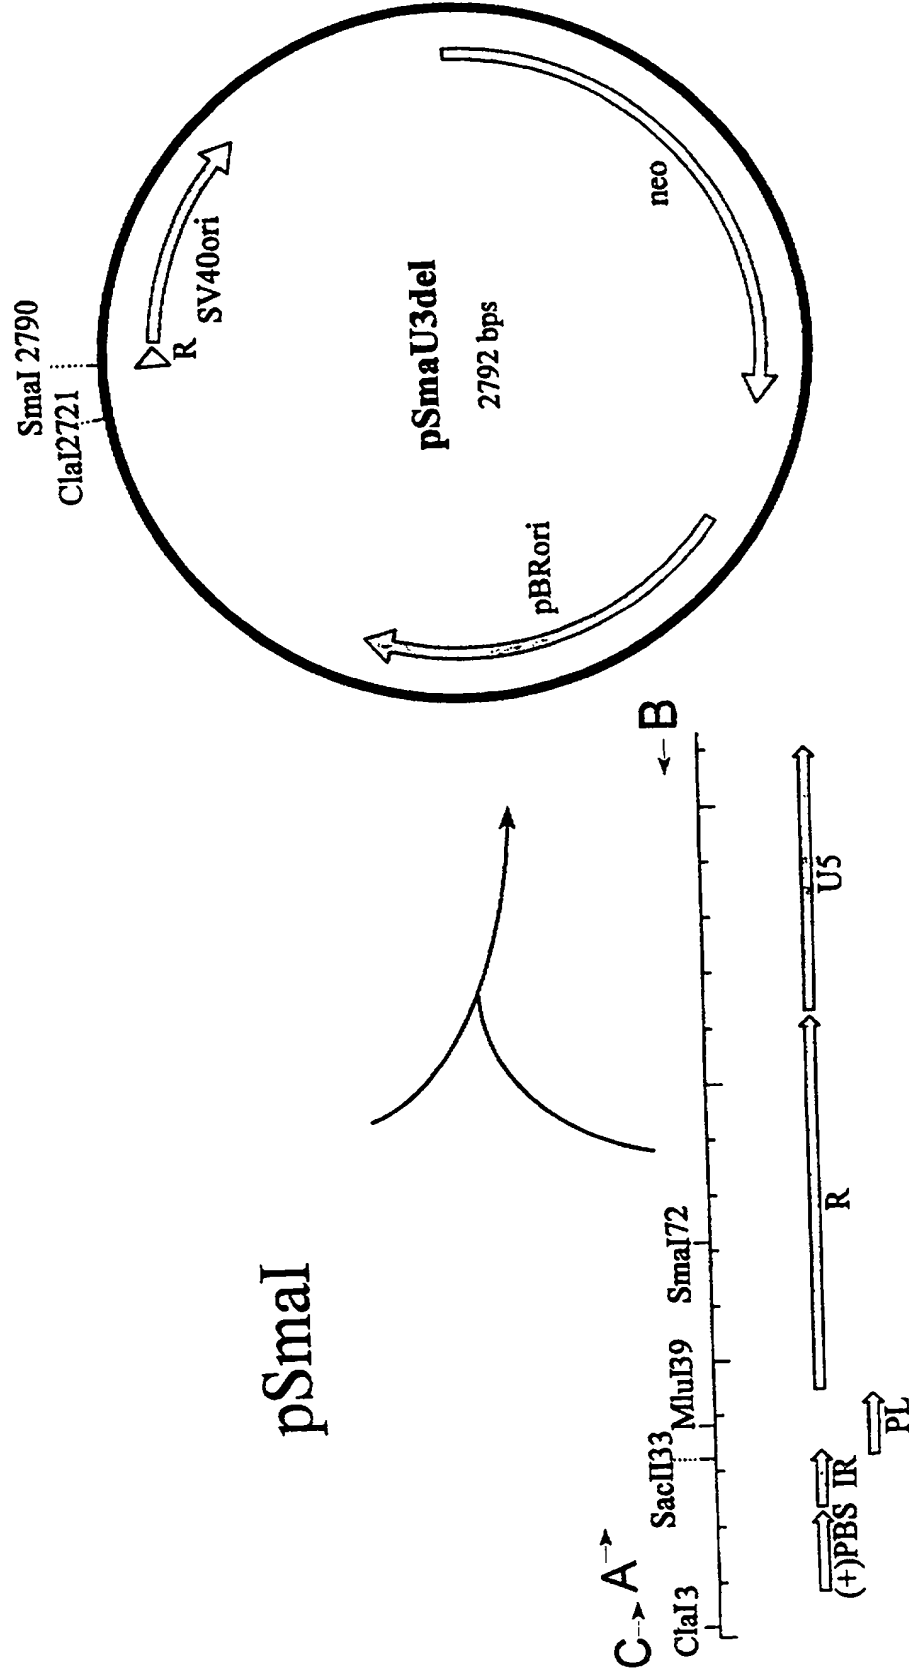 pSmaI
C
A
B
ClaI3
SacII33
MluI39
SmaI72
(+)PBS
IR
PL
R
U5
ClaI2721
SmaI 2790
R
SV40ori
pBRori
neo
pSmaU3del
2792 bps